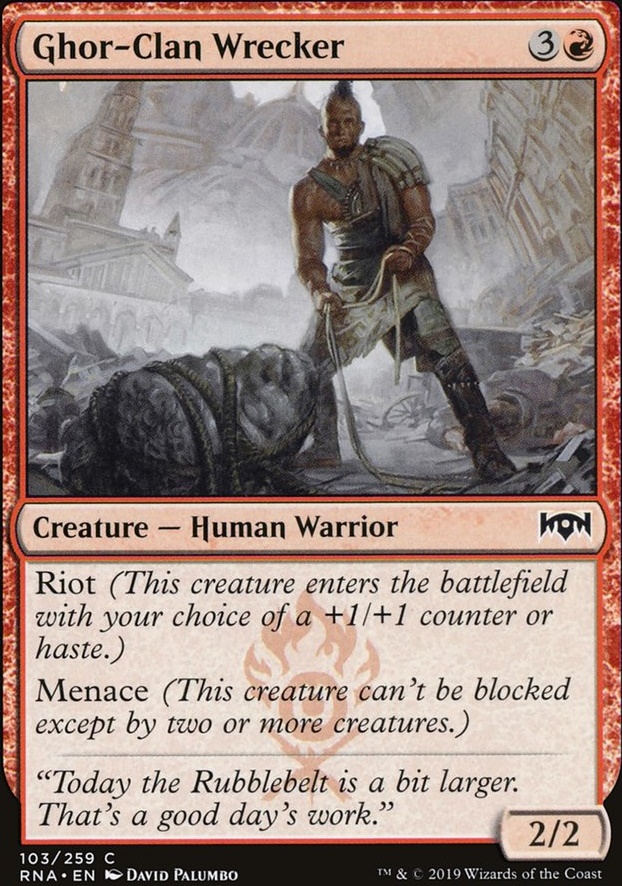 Ghor-Clan Wrecker 3
Creature — Human Warrior
Riot (This creature enters the battlefield
with your choice of a +1/+1 counter or
haste.)
Menace (This creature can't be blocked
except by two or more creatures.)
“Today the Rubblebelt is a bit larger.
That's a good day's work.”
2/2
103/259 C
RNA • EN David Palumbo
™ & © 2019 Wizards of the Coast